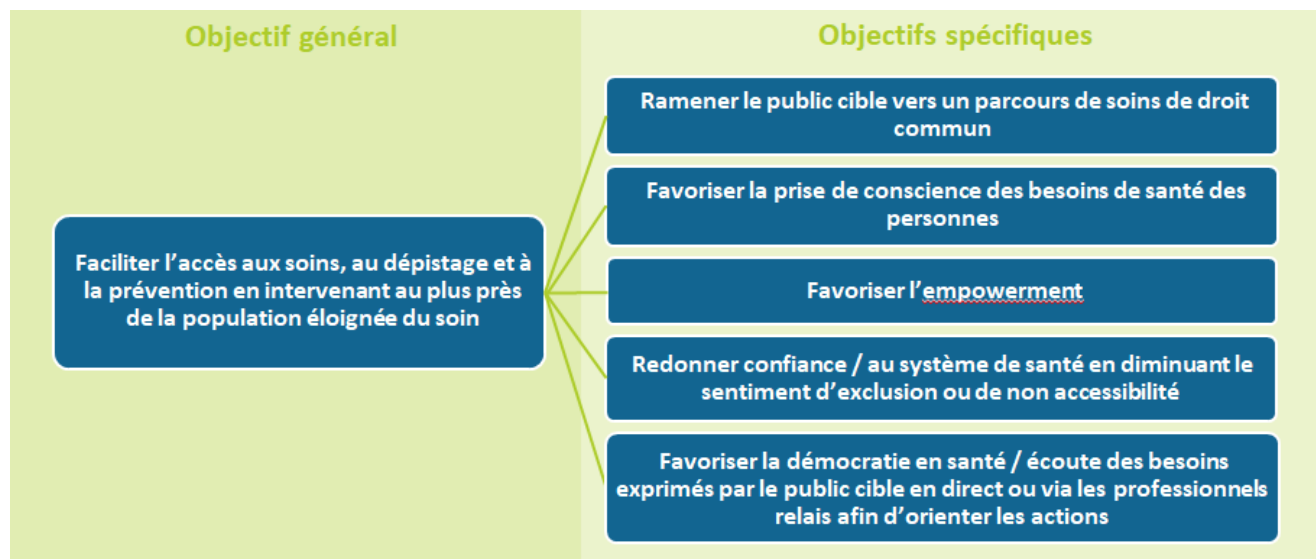 Objectif général
Objectifs spécifiques
Faciliter l’accès aux soins, au dépistage et à
la prévention en intervenant au plus près
de la population éloignée du soin
Ramener le public cible vers un parcours de soins de droit
commun
Favoriser la prise de conscience des besoins de santé des
personnes
Favoriser l’empowerment
Redonner confiance / au système de santé en diminuant le
sentiment d’exclusion ou de non accessibilité
Favoriser la démocratie en santé / écoute des besoins
exprimés par le public cible en direct ou via les professionnels
relais afin d’orienter les actions